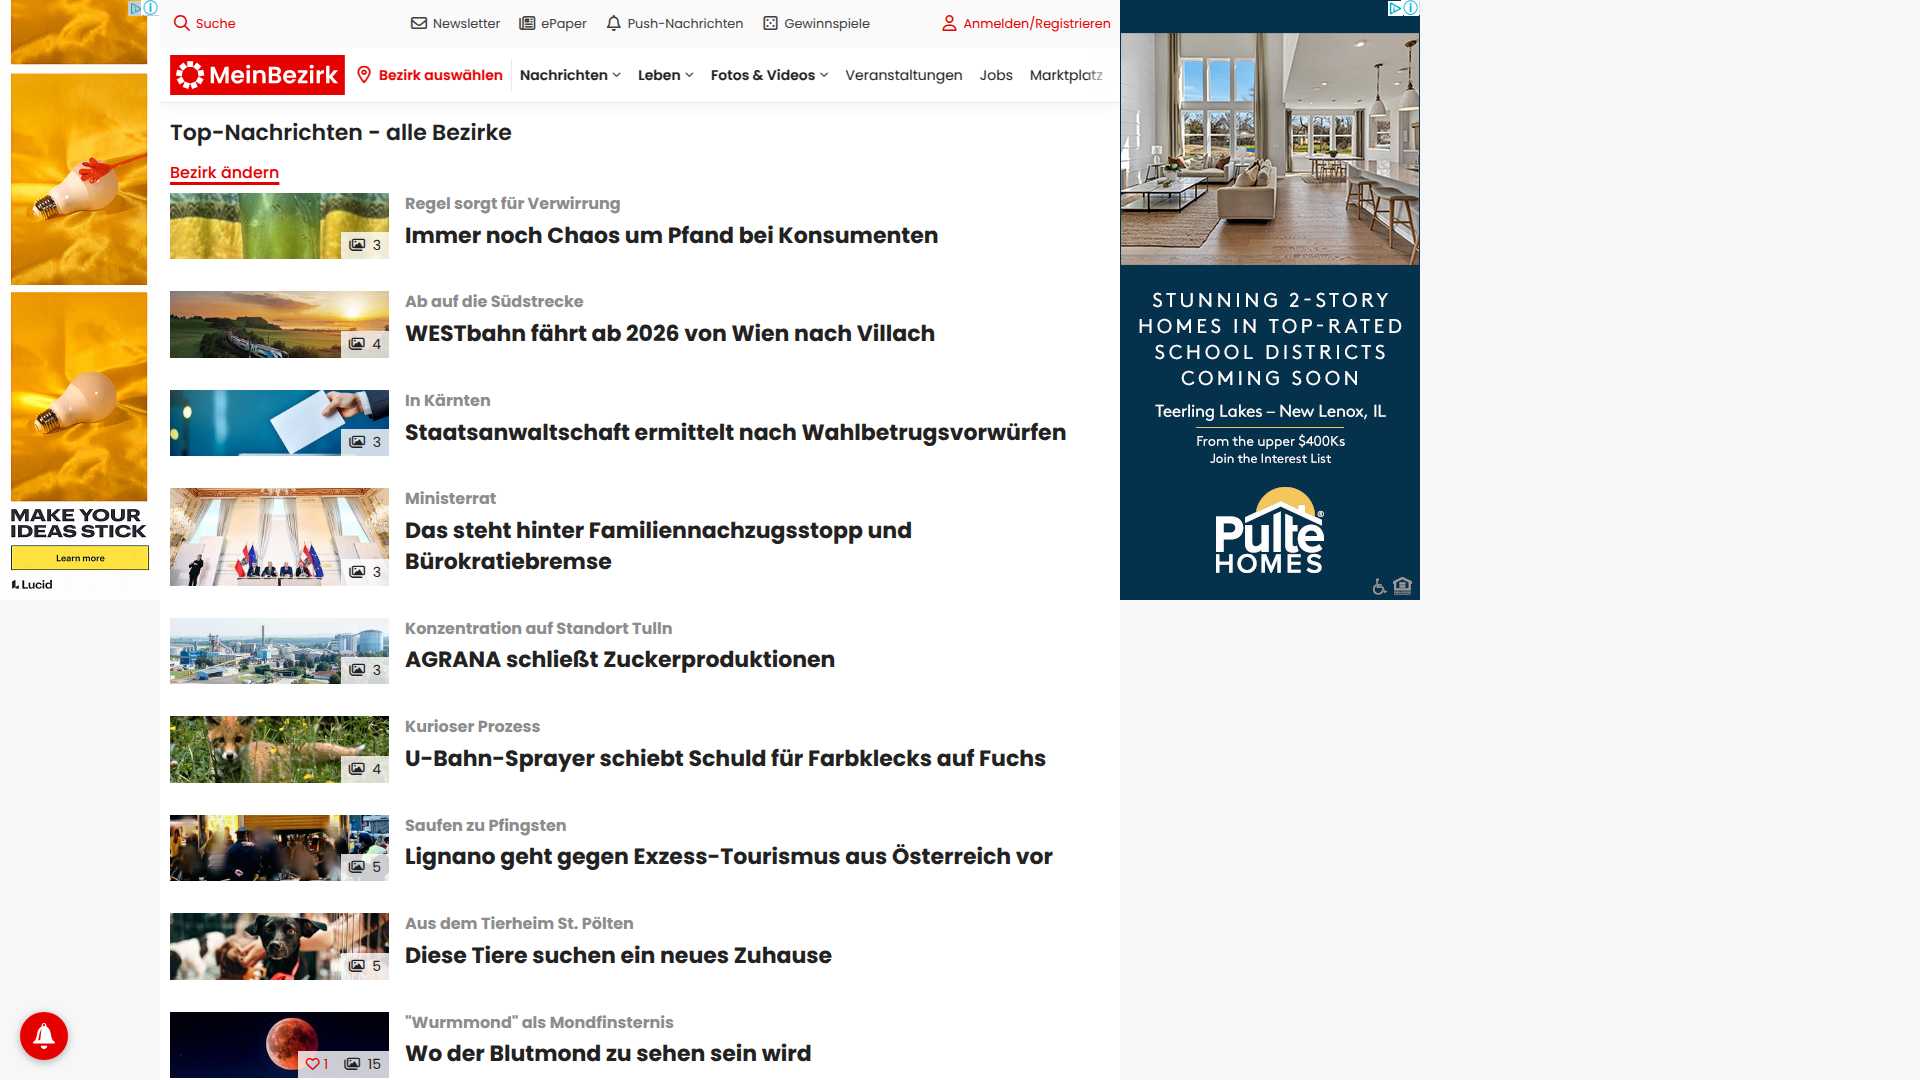 Suche
Newsletter
ePaper
Push-Nachrichten
Gewinnspiele
Anmelden/Registrieren
MeinBezirk
Bezirk auswählen
Nachrichten
Leben
Fotos & Videos
Veranstaltungen
Jobs
Marktplatz
Top-Nachrichten - alle Bezirke
Bezirk ändern
Regel sorgt für Verwirrung
Immer noch Chaos um Pfand bei Konsumenten
3
Ab auf die Südstrecke
WESTbahn fährt ab 2026 von Wien nach Villach
4
In Kärnten
Staatsanwaltschaft ermittelt nach Wahlbetrugsvorwürfen
3
Ministerrat
Das steht hinter Familiennachzugsstopp und
Bürokratiebremse
3
Konzentration auf Standort Tulln
AGRANA schließt Zuckerproduktionen
3
Kurioser Prozess
U-Bahn-Sprayer schiebt Schuld für Farbklecks auf Fuchs
4
Saufen zu Pfingsten
Lignano geht gegen Exzess-Tourismus aus Österreich vor
5
Aus dem Tierheim St. Pölten
Diese Tiere suchen ein neues Zuhause
5
"Wurmmond" als Mondfinsternis
Wo der Blutmond zu sehen sein wird
1 15
MAKE YOUR
IDEAS STICK
Learn more
Lucid
STUNNING 2-STORY
HOMES IN TOP-RATED
SCHOOL DISTRICTS
COMING SOON
Teerling Lakes – New Lenox, IL
From the upper $400Ks
Join the Interest List
Pulte®
HOMES